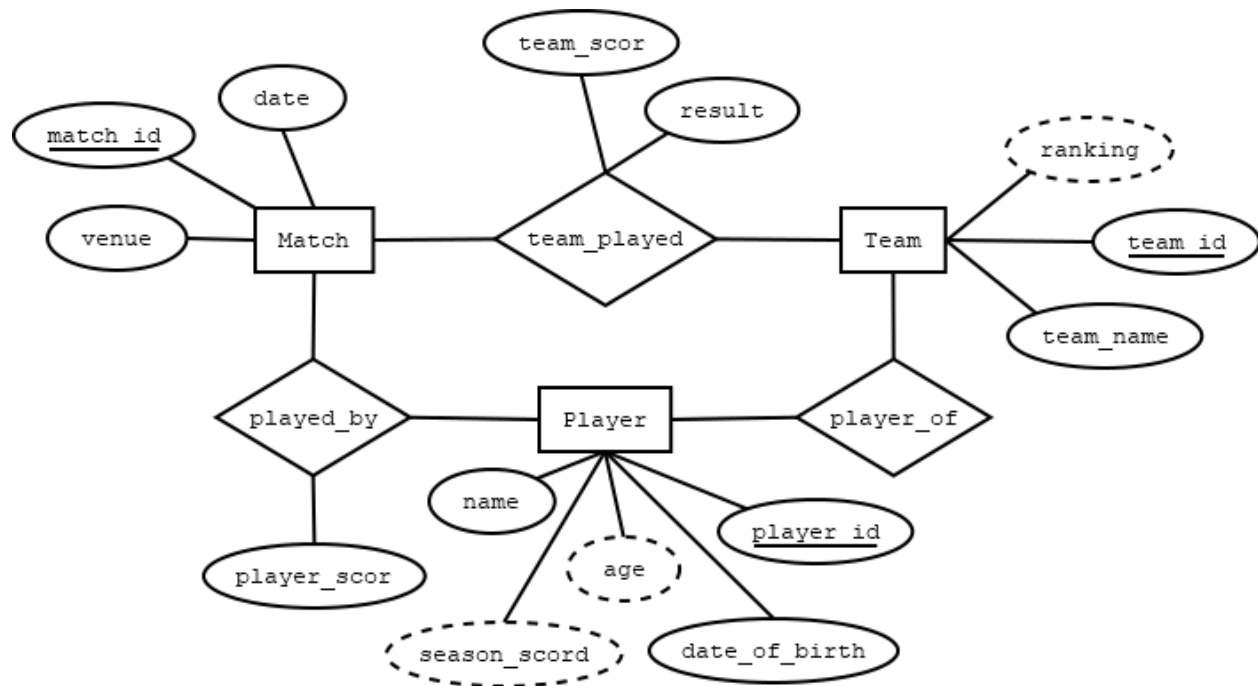 team_scor
date
result
match_id
ranking
venue
Match
team_played
Team
team_id
team_name
played_by
Player
player_of
name
player_id
age
player_scor
season_scord
date_of_birth